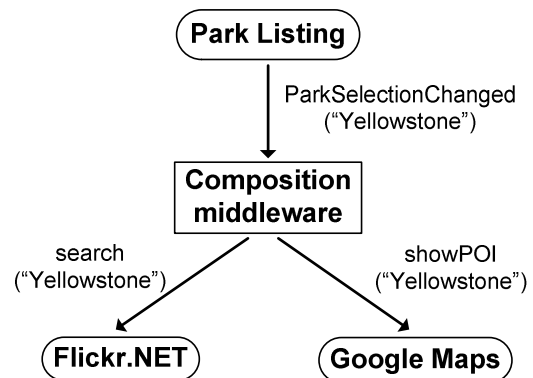 Park Listing
ParkSelectionChanged
(“Yellowstone”)
Composition
middleware
search
(“Yellowstone”)
showPOI
(“Yellowstone”)
Flickr.NET
Google Maps